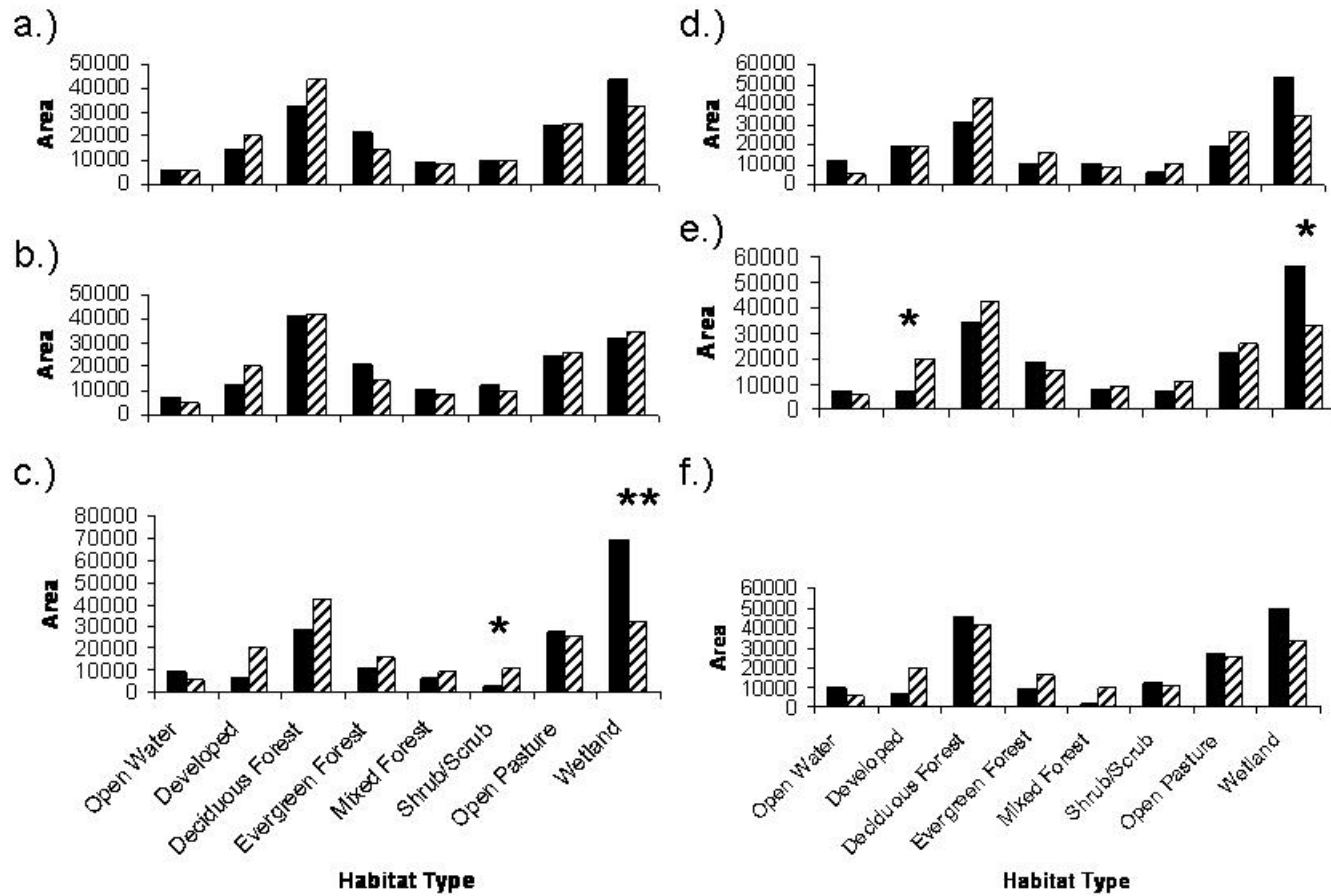 a.)
50000
40000
30000
20000
10000
0
Area
b.)
50000
40000
30000
20000
10000
0
Area
c.)
80000
70000
60000
50000
40000
30000
20000
10000
0
Area
*
**
Open Water
Developed
Deciduous Forest
Evergreen Forest
Mixed Forest
Shrub/Scrub
Open Pasture
Wetland
Habitat Type
d.)
60000
50000
40000
30000
20000
10000
0
Area
e.)
60000
50000
40000
30000
20000
10000
0
Area
*
*
f.)
60000
50000
40000
30000
20000
10000
0
Area
Open Water
Developed
Deciduous Forest
Evergreen Forest
Mixed Forest
Shrub/Scrub
Open Pasture
Wetland
Habitat Type